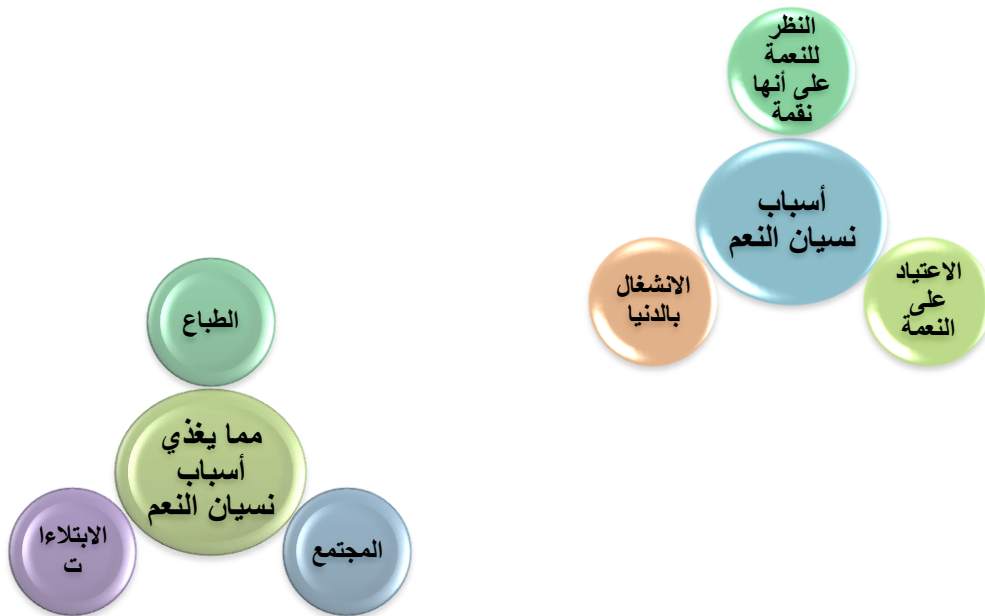 النظر
للنعمة
على أنها
نقمة
أسباب
نسيان النعم
الاعتياد
على
النعمة
الانشغال
بالدنيا
الطباع
مما يغذي
أسباب
نسيان النعم
المجتمع
الابتلاءا
ت